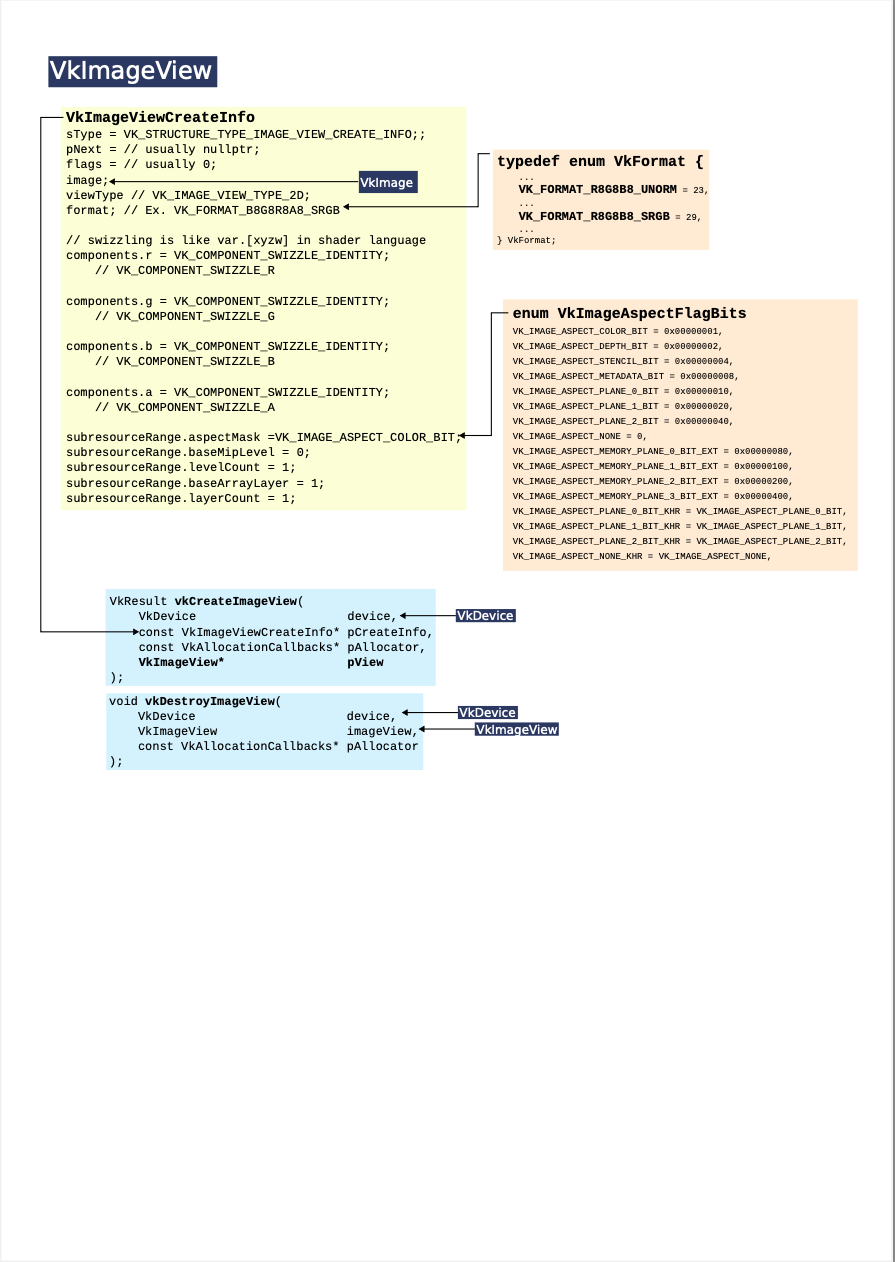 VkImageView
VkImageViewCreateInfo
sType = VK_STRUCTURE_TYPE_IMAGE_VIEW_CREATE_INFO;;
pNext = // usually nullptr;
flags = // usually 0;
image;
VkImage
viewType // VK_IMAGE_VIEW_TYPE_2D;
format; // Ex. VK_FORMAT_B8G8R8A8_SRGB
// swizzling is like var.[xyzw] in shader language
components.r = VK_COMPONENT_SWIZZLE_IDENTITY;
// VK_COMPONENT_SWIZZLE_R
components.g = VK_COMPONENT_SWIZZLE_IDENTITY;
// VK_COMPONENT_SWIZZLE_G
components.b = VK_COMPONENT_SWIZZLE_IDENTITY;
// VK_COMPONENT_SWIZZLE_B
components.a = VK_COMPONENT_SWIZZLE_IDENTITY;
// VK_COMPONENT_SWIZZLE_A
subresourceRange.aspectMask =VK_IMAGE_ASPECT_COLOR_BIT;
subresourceRange.baseMipLevel = 0;
subresourceRange.levelCount = 1;
subresourceRange.baseArrayLayer = 1;
subresourceRange.layerCount = 1;
typedef enum VkFormat {
...
VK_FORMAT_R8G8B8_UNORM = 23,
...
VK_FORMAT_R8G8B8_SRGB = 29,
...
} VkFormat;
enum VkImageAspectFlagBits
VK_IMAGE_ASPECT_COLOR_BIT = 0x00000001,
VK_IMAGE_ASPECT_DEPTH_BIT = 0x00000002,
VK_IMAGE_ASPECT_STENCIL_BIT = 0x00000004,
VK_IMAGE_ASPECT_METADATA_BIT = 0x00000008,
VK_IMAGE_ASPECT_PLANE_0_BIT = 0x00000010,
VK_IMAGE_ASPECT_PLANE_1_BIT = 0x00000020,
VK_IMAGE_ASPECT_PLANE_2_BIT = 0x00000040,
VK_IMAGE_ASPECT_NONE = 0,
VK_IMAGE_ASPECT_MEMORY_PLANE_0_BIT_EXT = 0x00000080,
VK_IMAGE_ASPECT_MEMORY_PLANE_1_BIT_EXT = 0x00000100,
VK_IMAGE_ASPECT_MEMORY_PLANE_2_BIT_EXT = 0x00000200,
VK_IMAGE_ASPECT_MEMORY_PLANE_3_BIT_EXT = 0x00000400,
VK_IMAGE_ASPECT_PLANE_0_BIT_KHR = VK_IMAGE_ASPECT_PLANE_0_BIT,
VK_IMAGE_ASPECT_PLANE_1_BIT_KHR = VK_IMAGE_ASPECT_PLANE_1_BIT,
VK_IMAGE_ASPECT_PLANE_2_BIT_KHR = VK_IMAGE_ASPECT_PLANE_2_BIT,
VK_IMAGE_ASPECT_NONE_KHR = VK_IMAGE_ASPECT_NONE,
VkResult vkCreateImageView(
VkDevice device,
VkDevice
const VkImageViewCreateInfo* pCreateInfo,
const VkAllocationCallbacks* pAllocator,
VkImageView* pView
);
void vkDestroyImageView(
VkDevice device,
VkDevice
VkImageView imageView,
VkImageView
const VkAllocationCallbacks* pAllocator
);